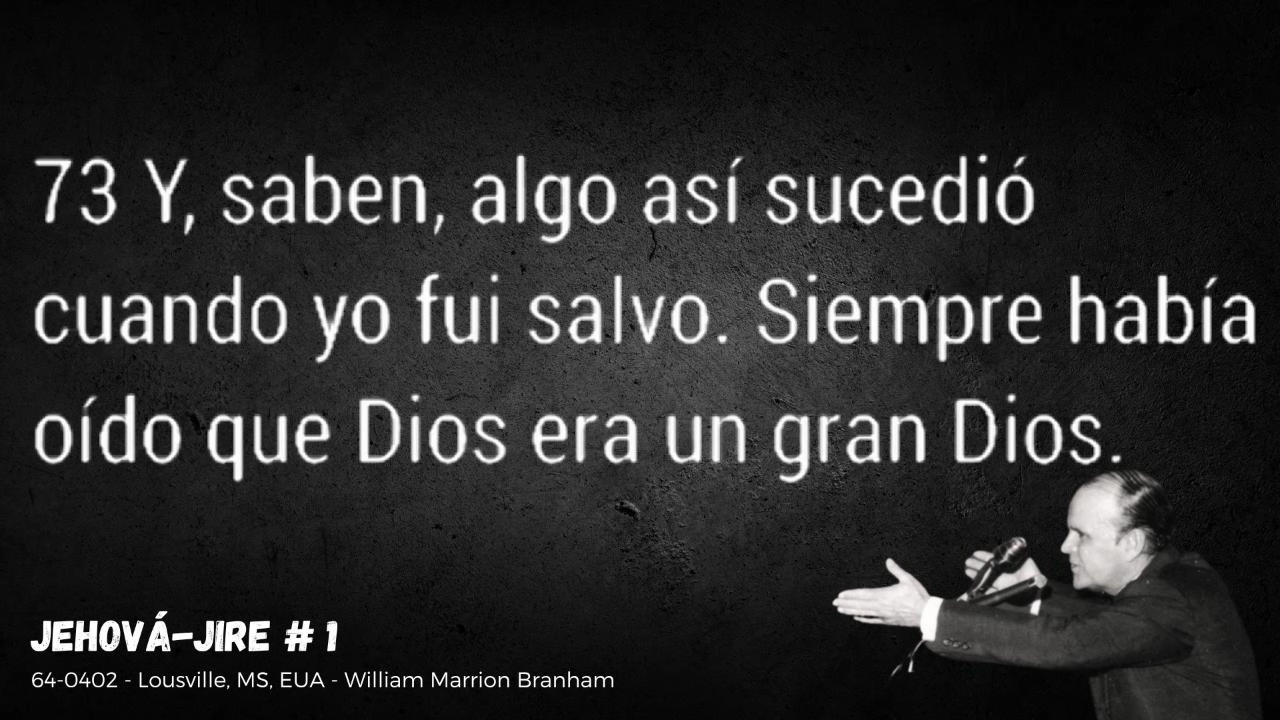 73 Y, saben, algo así sucedió
cuando yo fui salvo. Siempre había
oído que Dios era un gran Dios.
JEHOVÁ-JIRE # 1
64-0402 - Lousville, MS, EUA - William Marrion Branham